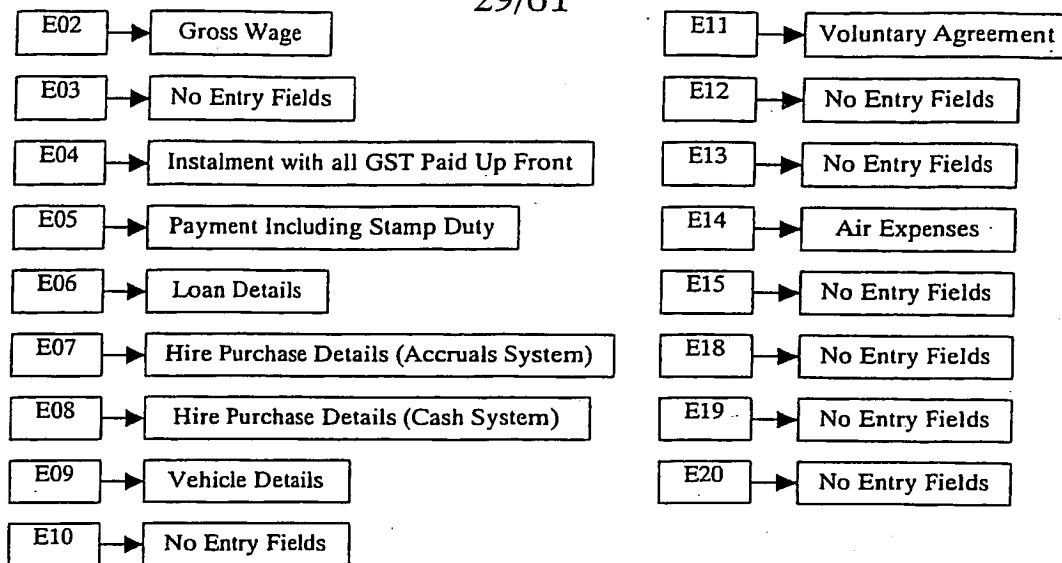 29/61
E02 Gross Wage
E03 No Entry Fields
E04 Instalment with all GST Paid Up Front
E05 Payment Including Stamp Duty
E06 Loan Details
E07 Hire Purchase Details (Accruals System)
E08 Hire Purchase Details (Cash System)
E09 Vehicle Details
E10 No Entry Fields
E11 Voluntary Agreement
E12 No Entry Fields
E13 No Entry Fields
E14 Air Expenses
E15 No Entry Fields
E18 No Entry Fields
E19 No Entry Fields
E20 No Entry Fields